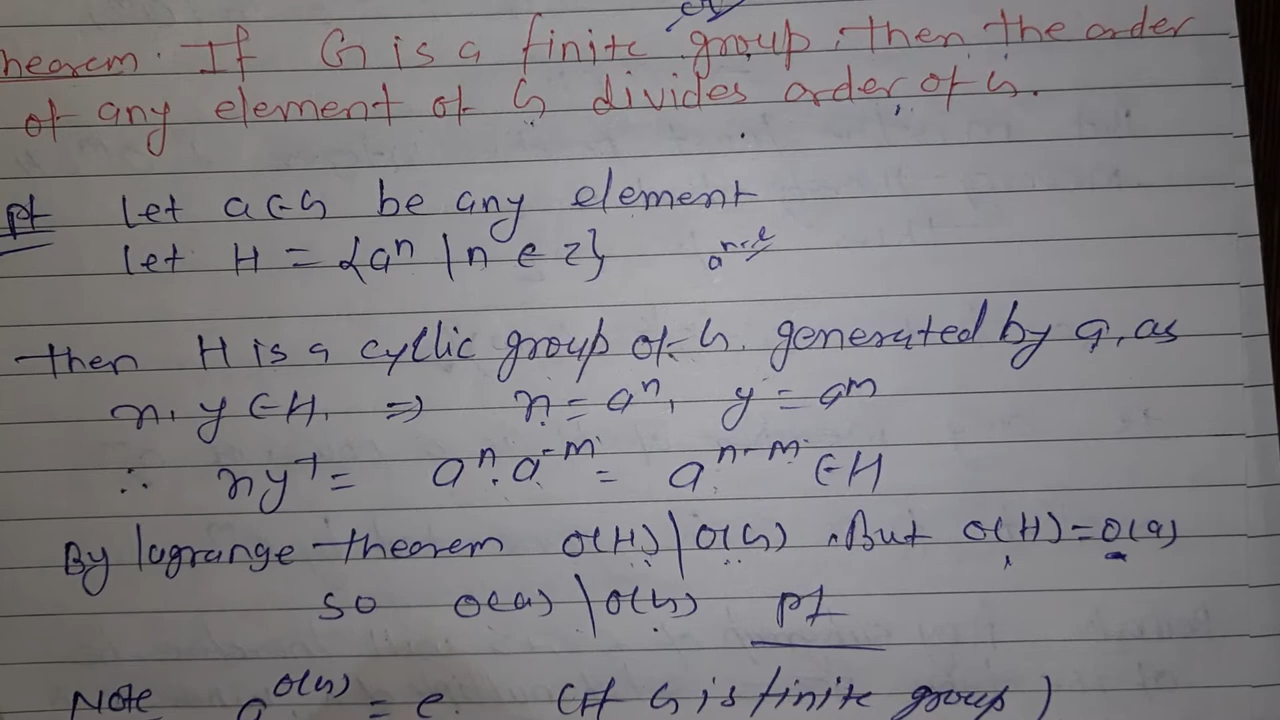 heorem. If G is a finite group, then the order
of any element of G divides order of G.
Pf Let a ∈ G be any element
Let H = {aⁿ | n ∈ z}
then H is a cyclic group of G. generated by a, as
x, y ∈ H, ⇒ x = aⁿ, y = aᵐ
∴ xy⁻¹ = aⁿ.a⁻ᵐ = aⁿ⁻ᵐ ∈ H
By lagrange theorem O(H) | O(G) . But O(H) = O(a)
so O(a) | O(G) Pf
Note a^O(G) = e. (If G is finite group)